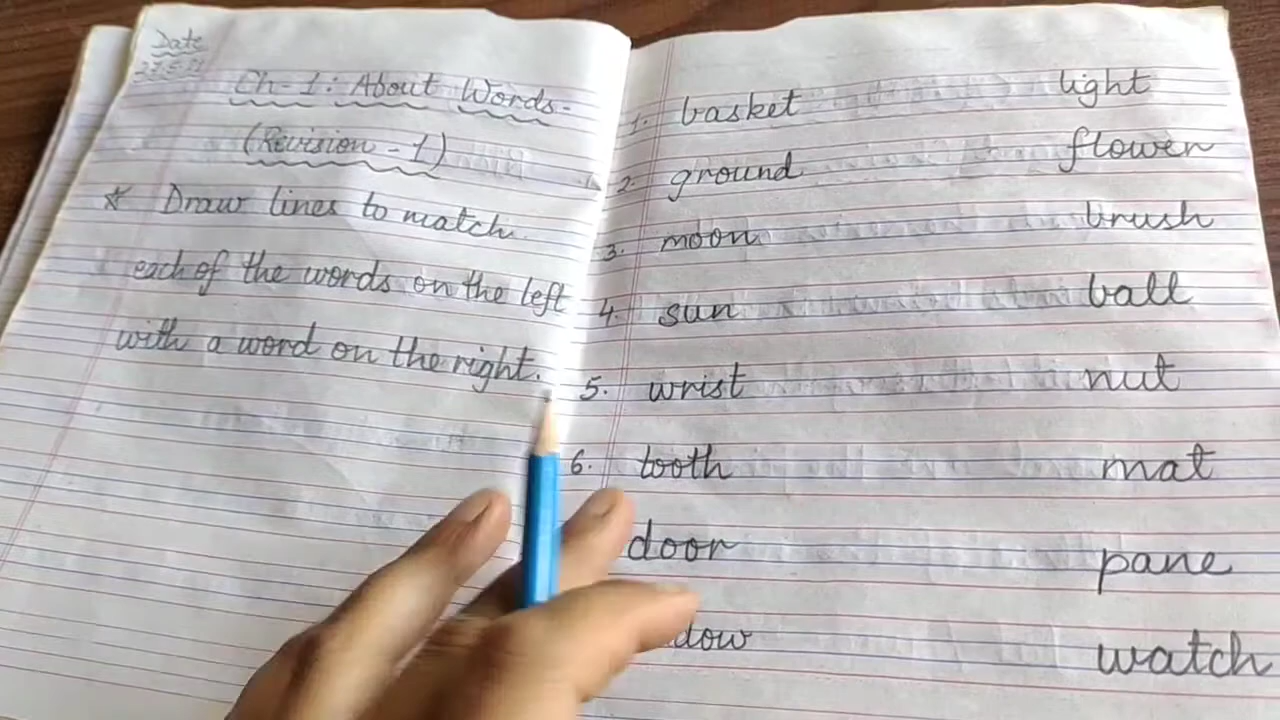 Date
Ch-1: About Words-
(Revision - 1)
* Draw lines to match
each of the words on the left
with a word on the right.
1. basket light
2. ground flower
3. moon brush
4. sun ball
5. wrist nut
6. tooth mat
door pane
dow watch